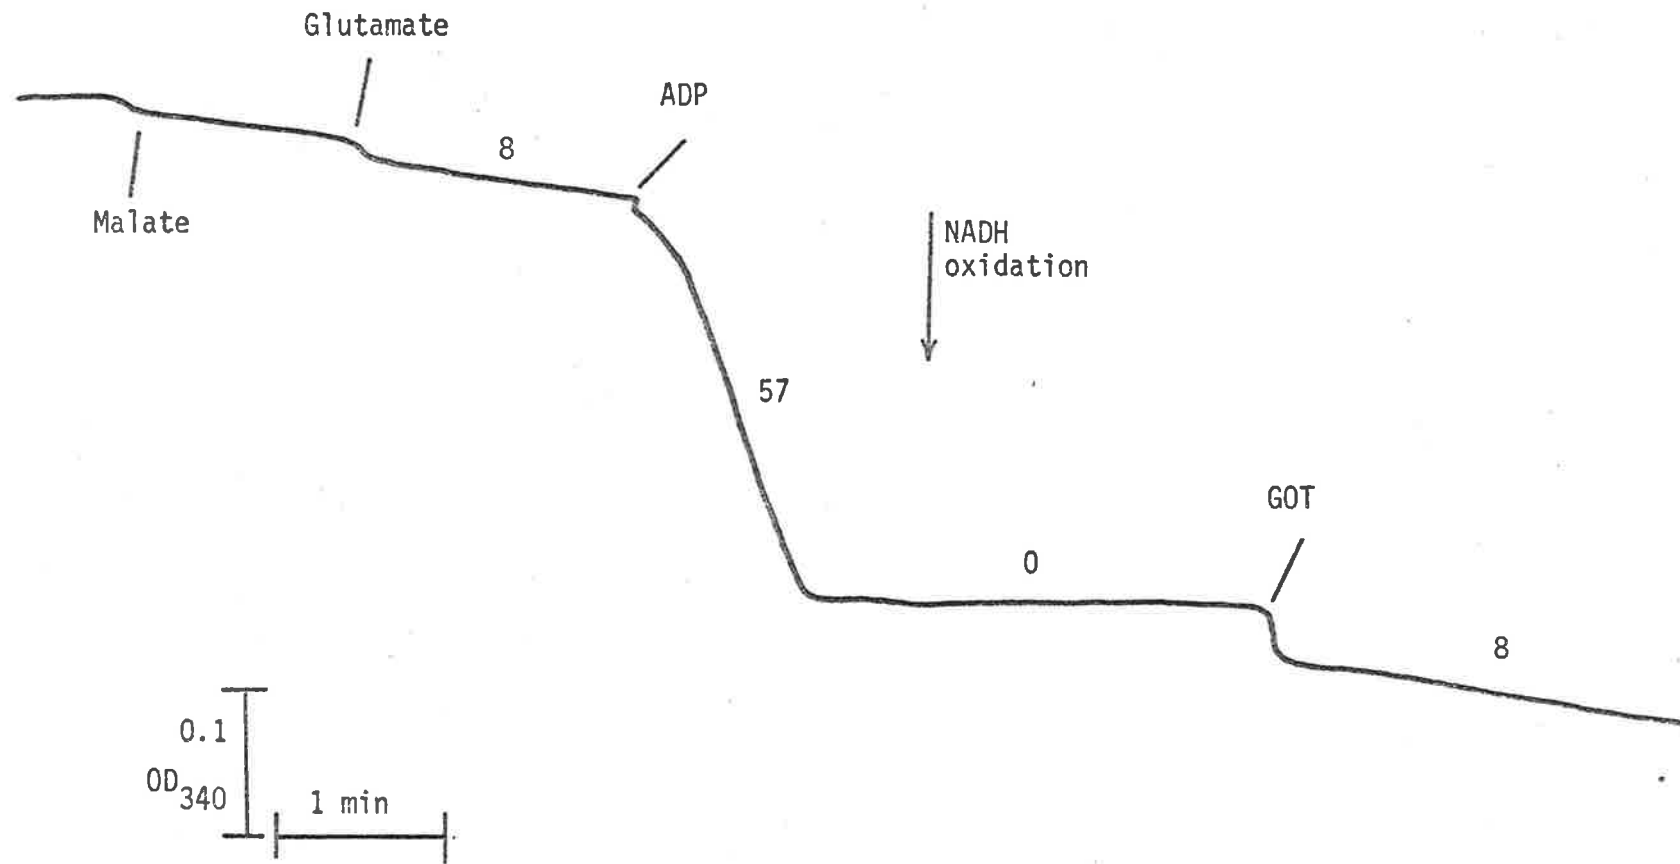 Glutamate
ADP
8
Malate
NADH
oxidation
57
GOT
0
8
0.1
OD340
1 min